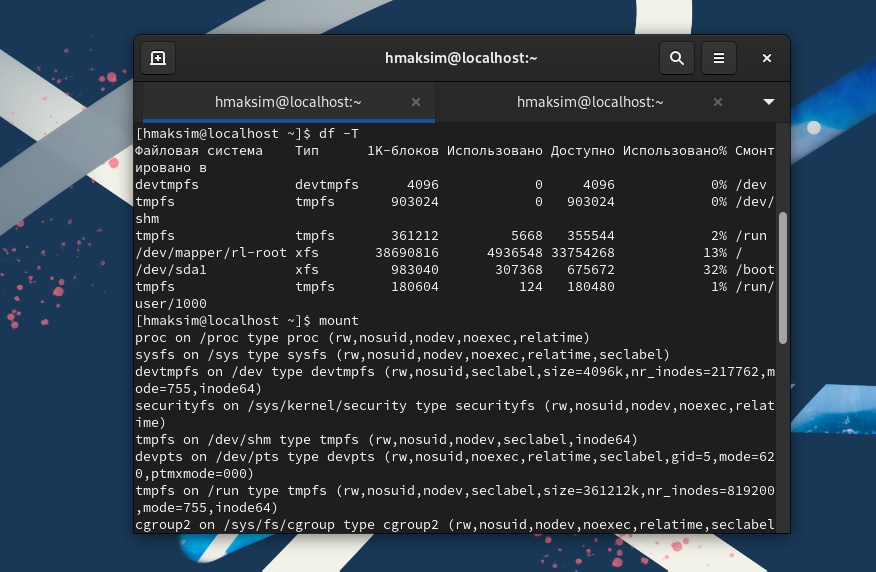 hmaksim@localhost:~
hmaksim@localhost:~ hmaksim@localhost:~
[hmaksim@localhost ~]$ df -T
Файловая система    Тип      1K-блоков Использовано Доступно Использовано% Смонт
ировано в
devtmpfs            devtmpfs      4096            0     4096            0% /dev
tmpfs               tmpfs       903024            0   903024            0% /dev/
shm
tmpfs               tmpfs       361212         5668   355544            2% /run
/dev/mapper/rl-root xfs       38690816      4936548 33754268           13% /
/dev/sda1           xfs         983040       307368   675672           32% /boot
tmpfs               tmpfs       180604          124   180480            1% /run/
user/1000
[hmaksim@localhost ~]$ mount
proc on /proc type proc (rw,nosuid,nodev,noexec,relatime)
sysfs on /sys type sysfs (rw,nosuid,nodev,noexec,relatime,seclabel)
devtmpfs on /dev type devtmpfs (rw,nosuid,seclabel,size=4096k,nr_inodes=217762,m
ode=755,inode64)
securityfs on /sys/kernel/security type securityfs (rw,nosuid,nodev,noexec,relat
ime)
tmpfs on /dev/shm type tmpfs (rw,nosuid,nodev,seclabel,inode64)
devpts on /dev/pts type devpts (rw,nosuid,noexec,relatime,seclabel,gid=5,mode=62
0,ptmxmode=000)
tmpfs on /run type tmpfs (rw,nosuid,nodev,seclabel,size=361212k,nr_inodes=819200
,mode=755,inode64)
cgroup2 on /sys/fs/cgroup type cgroup2 (rw,nosuid,nodev,noexec,relatime,seclabel